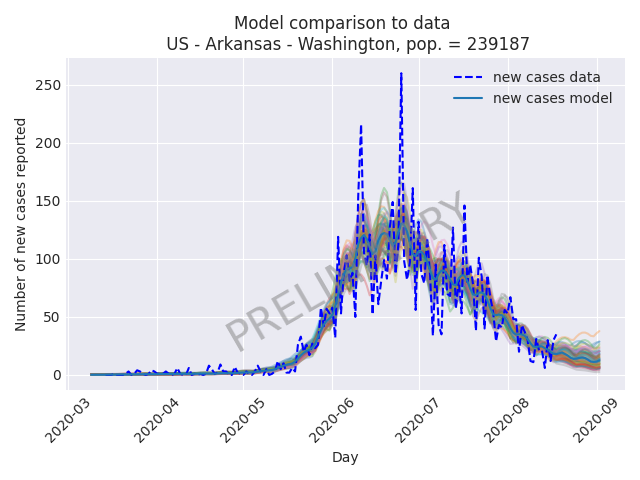 Model comparison to data
US - Arkansas - Washington, pop. = 239187
new cases data
new cases model
PRELIMINARY
Number of new cases reported
250
200
150
100
50
0
2020-03
2020-04
2020-05
2020-06
2020-07
2020-08
2020-09
Day